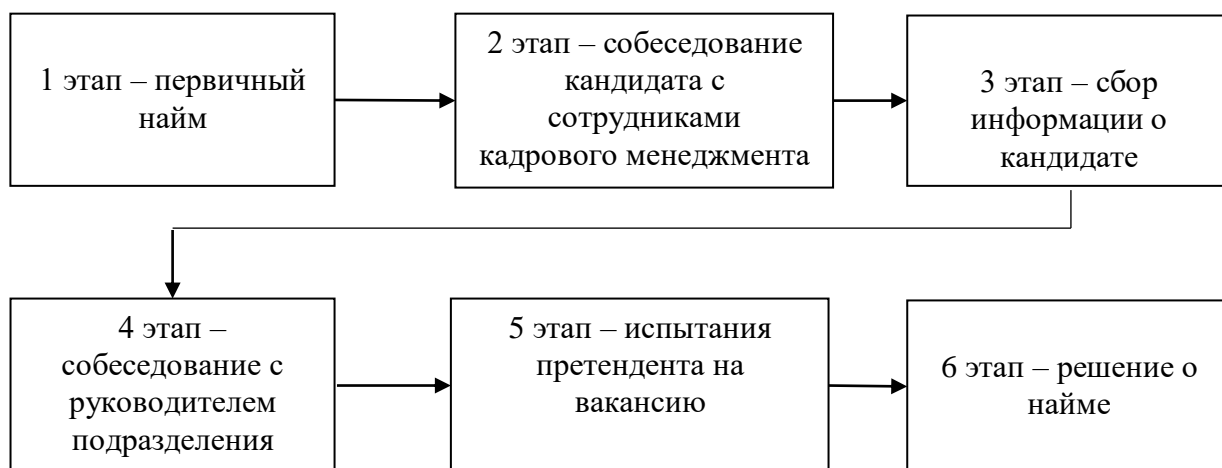 1 этап – первичный
найм
2 этап – собеседование
кандидата с
сотрудниками
кадрового менеджмента
3 этап – сбор
информации о
кандидате
4 этап –
собеседование с
руководителем
подразделения
5 этап – испытания
претендента на
вакансию
6 этап – решение о
найме